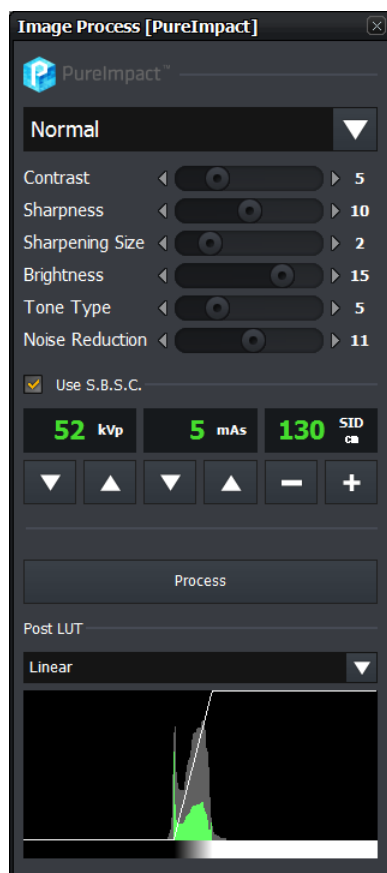 Image Process [PureImpact]
PureImpact™
Normal
Contrast 5
Sharpness 10
Sharpening Size 2
Brightness 15
Tone Type 5
Noise Reduction 11
Use S.B.S.C.
52 kVp 5 mAs 130 SID cm
Process
Post LUT
Linear